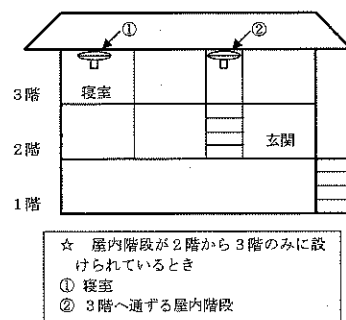 ① ②
3階 寝室
2階 玄関
1階
☆ 屋内階段が2階から3階のみに設
けられているとき
① 寝室
② 3階へ通ずる屋内階段